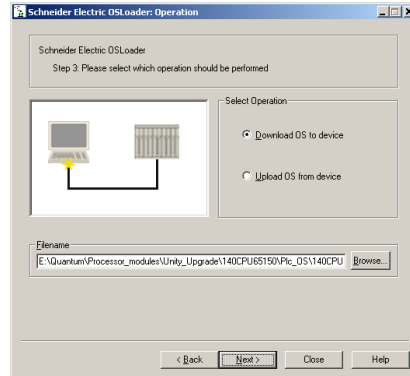 Schneider Electric OSLoader: Operation
Schneider Electric OSLoader
Step 3: Please select which operation should be performed
Select Operation
Download OS to device
Upload OS from device
Filename
E:\Quantum\Processor_modules\Unity_Upgrade\140CPU65150\Plc_OS\140CPU
Browse...
< Back
Next >
Close
Help